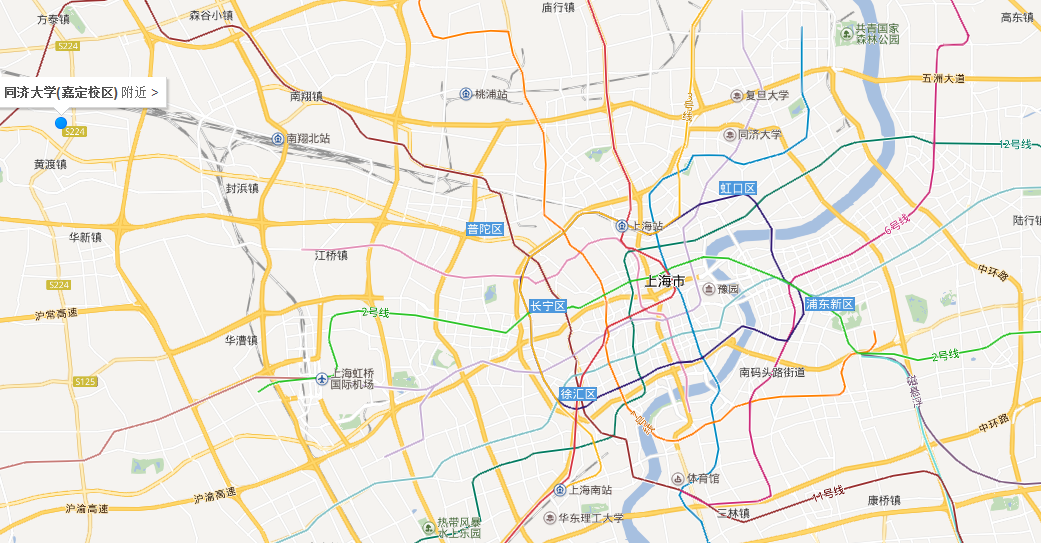 方泰镇
森谷小镇
庙行镇
高东镇
S224
共青国家
森林公园
五洲大道
同济大学(嘉定校区) 附近 >
南翔镇
桃浦站
3号线
复旦大学
S224
南翔北站
同济大学
12号线
黄渡镇
封浜镇
虹口区
陆行镇
华新镇
普陀区
上海站
6号线
江桥镇
上海市
中环路
S224
豫园
沪常高速
2号线
长宁区
浦东新区
华漕镇
2号线
上海虹桥
国际机场
南码头路街道
S125
徐汇区
磁悬浮
中环路
体育馆
沪渝高速
上海南站
11号线
康桥镇
沪渝高速
三林镇
华东理工大学
热带风暴
水上乐园